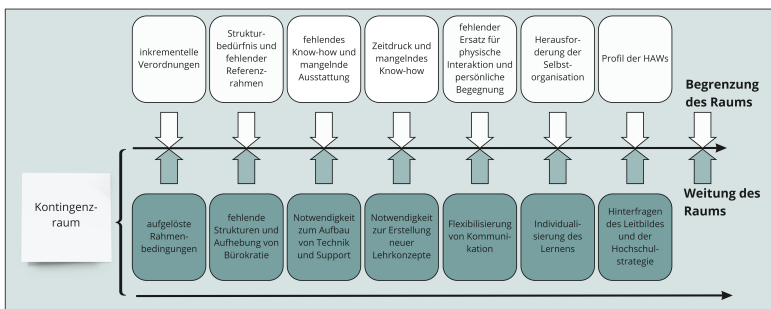 inkrementelle
Verordnungen
Struktur-
bedürfnis und
fehlender
Referenz-
rahmen
fehlendes
Know-how und
mangelnde
Ausstattung
Zeitdruck und
mangelndes
Know-how
fehlender
Ersatz für
physische
Interaktion und
persönliche
Begegnung
Herausfor-
derung der
Selbst-
organisation
Profil der HAWs
Begrenzung
des Raums
Kontingenz-
raum
Weitung des
Raums
aufgelöste
Rahmen-
bedingungen
fehlende
Strukturen und
Aufhebung von
Bürokratie
Notwendigkeit
zum Aufbau
von Technik
und Support
Notwendigkeit
zur Erstellung
neuer
Lehrkonzepte
Flexibilisierung
von Kommuni-
kation
Individuali-
sierung des
Lernens
Hinterfragen
des Leitbildes
und der
Hochschul-
strategie